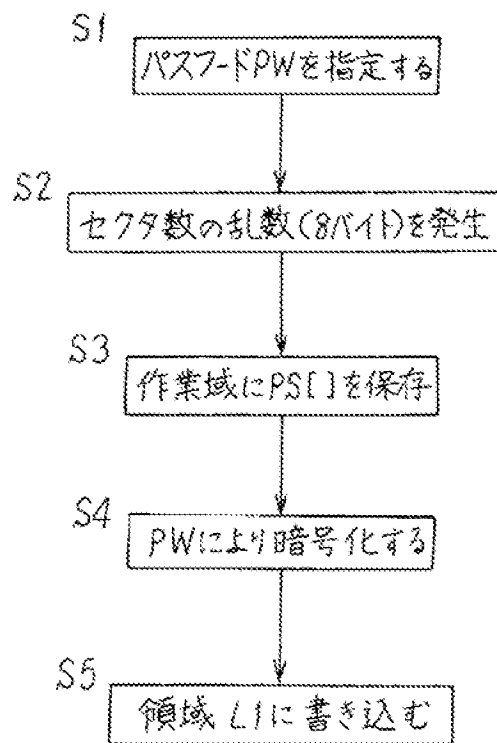 S1
パスワードPWを指定する
S2
セクタ数の乱数(8バイト)を発生
S3
作業域にPS[]を保存
S4
PWにより暗号化する
S5
領域L1に書き込む